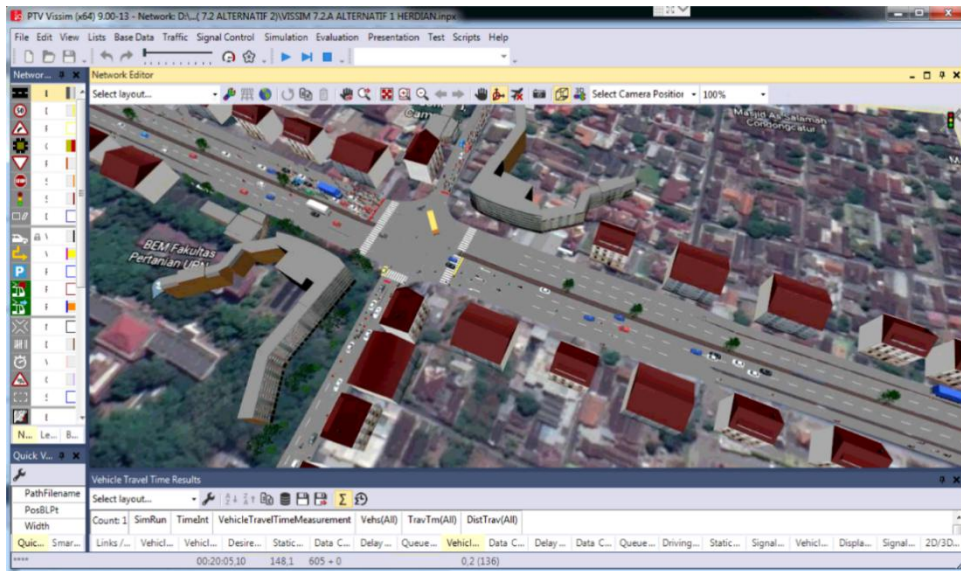 PTV Vissim (x64) 9.00-13 - Network: D:\...( 7.2 ALTERNATIF 2)\VISSIM 7.2.A ALTERNATIF 1 HERDIAN.inpx
File Edit View Lists Base Data Traffic Signal Control Simulation Evaluation Presentation Test Scripts Help
Networ...
Network Editor
Select layout...
Select Camera Position
100%
Masjid As-Salaman
Condongcatur
BEM Fakultas
Pertanian UPN
N... Le... B...
Quick V...
PathFilename
PosBLPt
Width
Quic... Smar...
Vehicle Travel Time Results
Select layout...
Σ
Count: 1 SimRun TimeInt VehicleTravelTimeMeasurement Vehs(All) TravTm(All) DistTrav(All)
Links /... Vehicl... Vehicl... Desire... Static... Data C... Delay ... Queue... Vehicl... Data C... Delay ... Data C... Queue... Driving... Static... Signal... Vehicl... Displa... Signal... 2D/3D...
**** 00:20:05,10 148,1 605 + 0 0,2 (136)